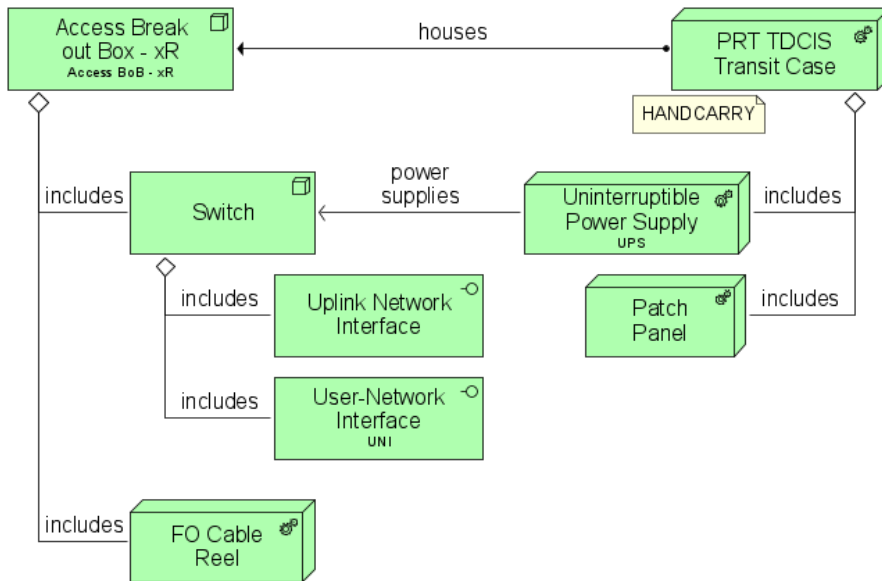 Access Break
out Box - xR
Access BoB - xR
houses
PRT TDCIS
Transit Case
HANDCARRY
includes
Switch
power
supplies
Uninterruptible
Power Supply
UPS
includes
includes
Uplink Network
Interface
Patch
Panel
includes
includes
User-Network
Interface
UNI
includes
FO Cable
Reel